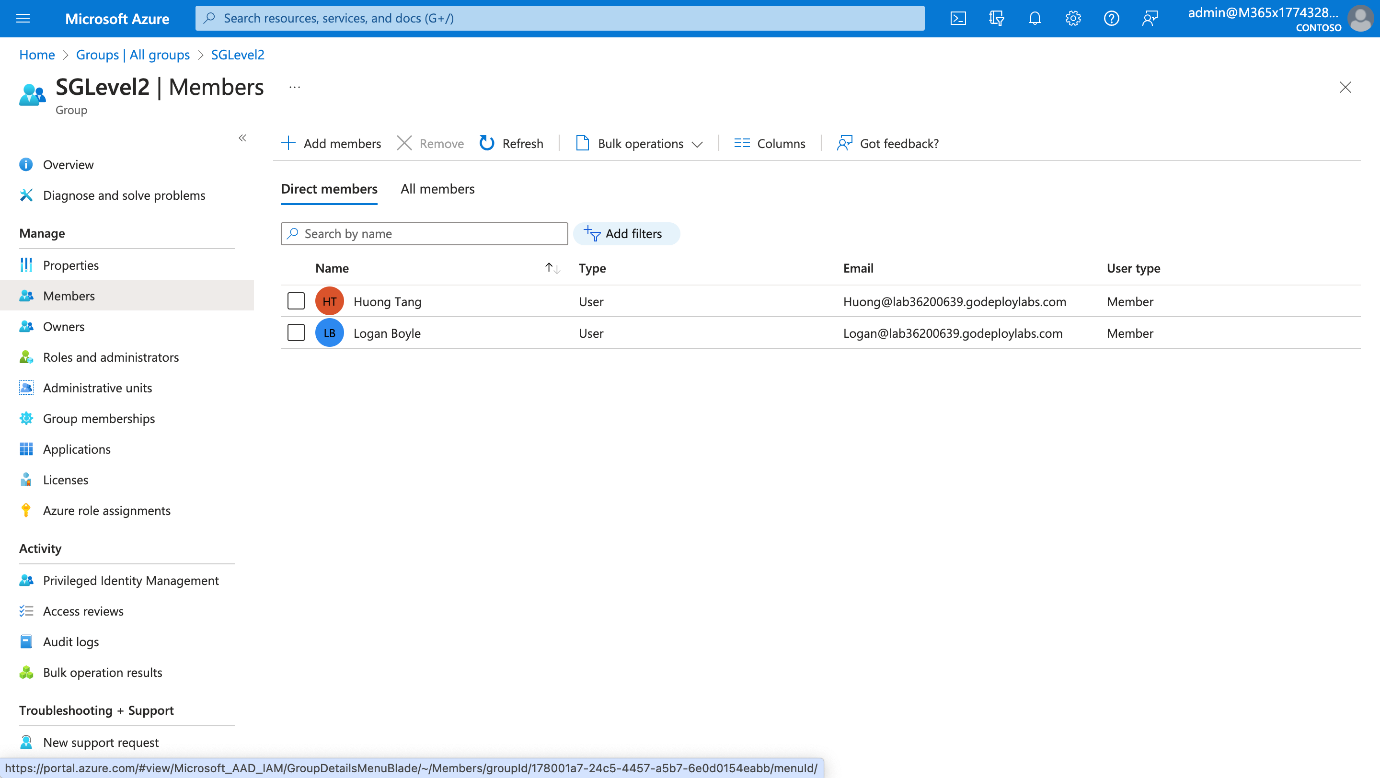 Microsoft Azure
Search resources, services, and docs (G+/)
admin@M365x1774328...
CONTOSO
Home > Groups | All groups > SGLevel2
SGLevel2 | Members ...
Group
«
Overview
Diagnose and solve problems
Manage
Properties
Members
Owners
Roles and administrators
Administrative units
Group memberships
Applications
Licenses
Azure role assignments
Activity
Privileged Identity Management
Access reviews
Audit logs
Bulk operation results
Troubleshooting + Support
New support request
Add members Remove Refresh Bulk operations Columns Got feedback?
Direct members All members
Search by name Add filters
Name Type Email User type
HT Huong Tang User Huong@lab36200639.godeploylabs.com Member
LB Logan Boyle User Logan@lab36200639.godeploylabs.com Member
https://portal.azure.com/#view/Microsoft_AAD_IAM/GroupDetailsMenuBlade/~/Members/groupId/178001a7-24c5-4457-a5b7-6e0d0154eabb/menuId/